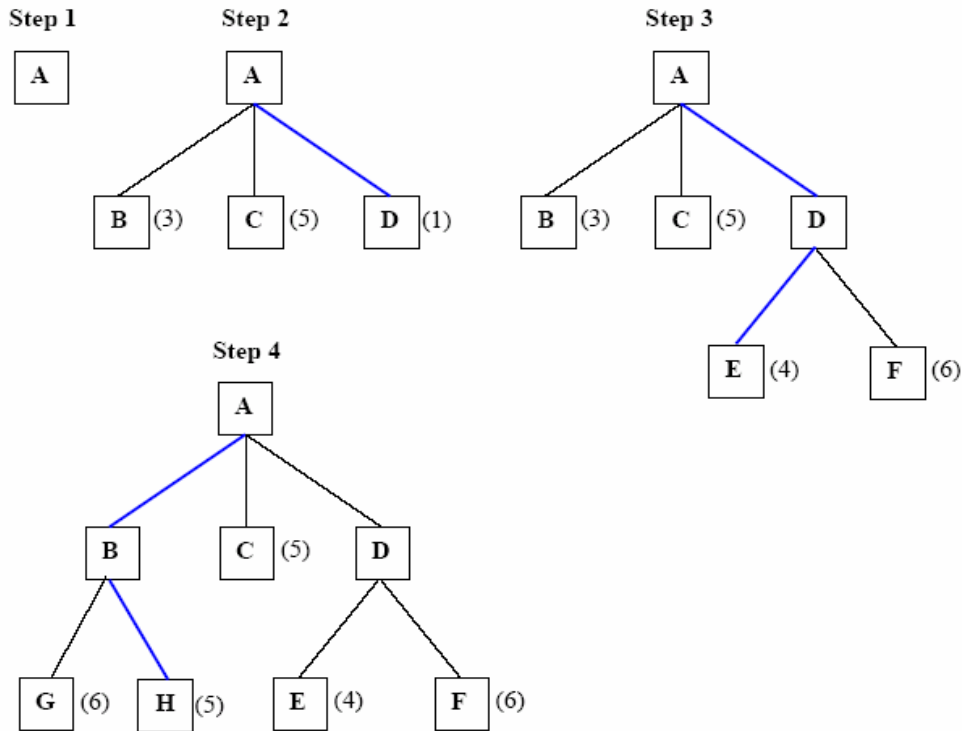 Step 1 Step 2 Step 3
A A A
B (3) C (5) D (1) B (3) C (5) D
E (4) F (6)
Step 4
A
B C (5) D
G (6) H (5) E (4) F (6)